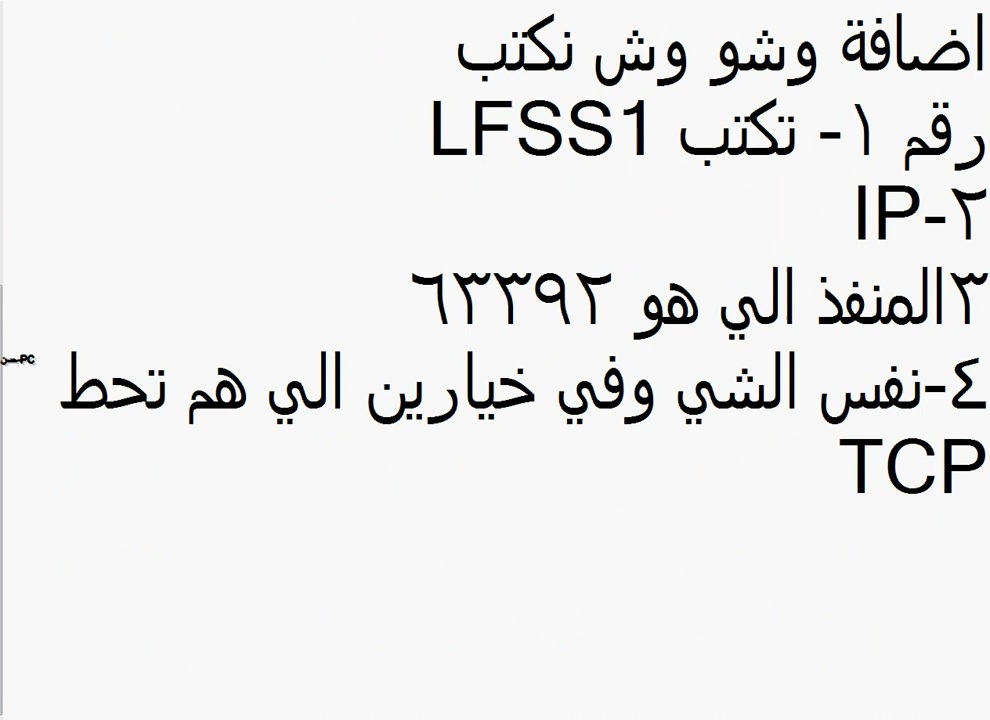 اضافة وشو وش نكتب
رقم ١- تكتب LFSS1
٢-IP
٣المنفذ الي هو ٦٣٣٩٢
٤-نفس الشي وفي خيارين الي هم تحط
TCP